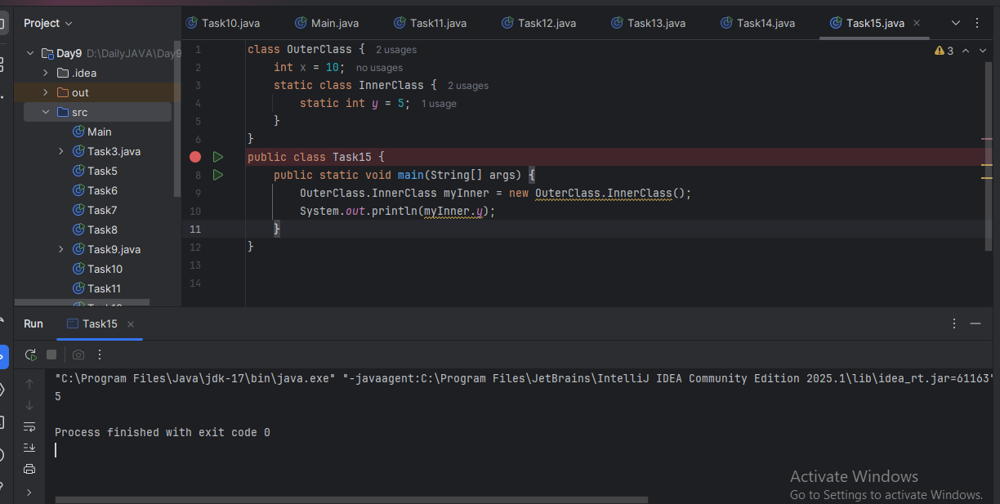 Project
Task10.java Main.java Task11.java Task12.java Task13.java Task14.java Task15.java
Day9 D:\DailyJAVA\Day9
.idea
out
src
Main
Task3.java
Task5
Task6
Task7
Task8
Task9.java
Task10
Task11
3
1 class OuterClass { 2 usages
2 int x = 10; no usages
3 static class InnerClass { 2 usages
4 static int y = 5; 1 usage
5 }
6 }
public class Task15 {
8 public static void main(String[] args) {
9 OuterClass.InnerClass myInner = new OuterClass.InnerClass();
10 System.out.println(myInner.y);
11 }
12 }
13
14
Run Task15
"C:\Program Files\Java\jdk-17\bin\java.exe" "-javaagent:C:\Program Files\JetBrains\IntelliJ IDEA Community Edition 2025.1\lib\idea_rt.jar=61163"
5
Process finished with exit code 0
Activate Windows
Go to Settings to activate Windows.